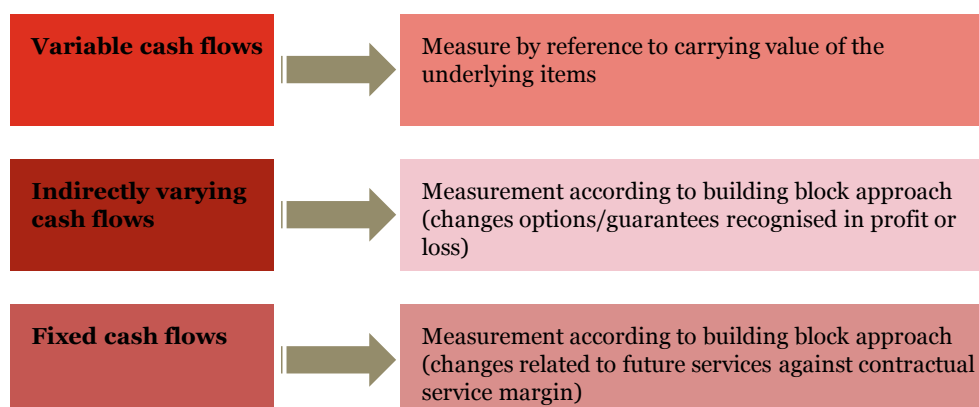 Variable cash flows
Measure by reference to carrying value of the
underlying items
Indirectly varying
cash flows
Measurement according to building block approach
(changes options/guarantees recognised in profit or
loss)
Fixed cash flows
Measurement according to building block approach
(changes related to future services against contractual
service margin)